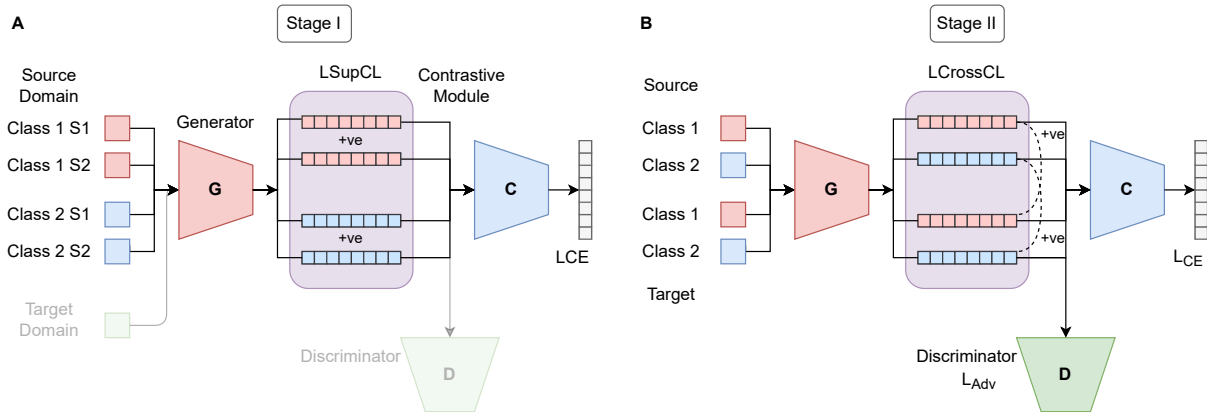 A
Stage I
Source
Domain
LSupCL
Contrastive
Module
Class 1 S1
Generator
+ve
Class 1 S2
G
C
Class 2 S1
+ve
Class 2 S2
LCE
Target
Domain
Discriminator
D
B
Stage II
LCrossCL
Source
Class 1
+ve
Class 2
G
C
Class 1
+ve
Class 2
LCE
Target
Discriminator
LAdv
D